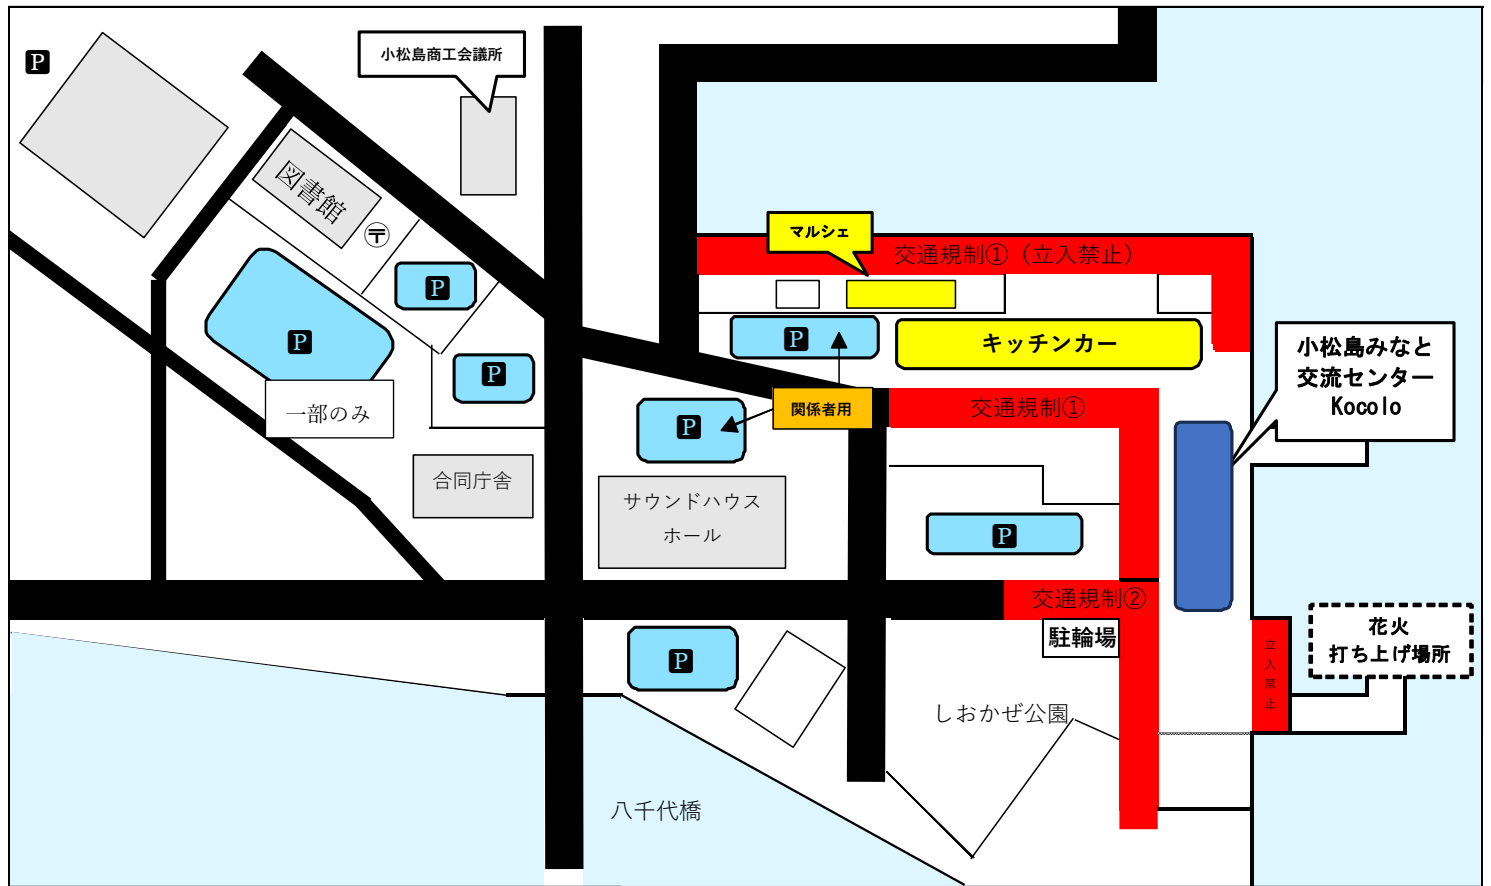 小松島商工会議所
P
図書館
〒
マルシェ
交通規制①（立入禁止）
P
P
P
キッチンカー
小松島みなと
交流センター
Kocolo
P
一部のみ
関係者用
交通規制①
P
合同庁舎
サウンドハウス
ホール
P
交通規制②
駐輪場
花火
打ち上げ場所
立入禁止
P
しおかぜ公園
八千代橋